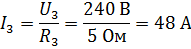 I₃ = U₃/R₃ = 240 В/5 Ом = 48 А